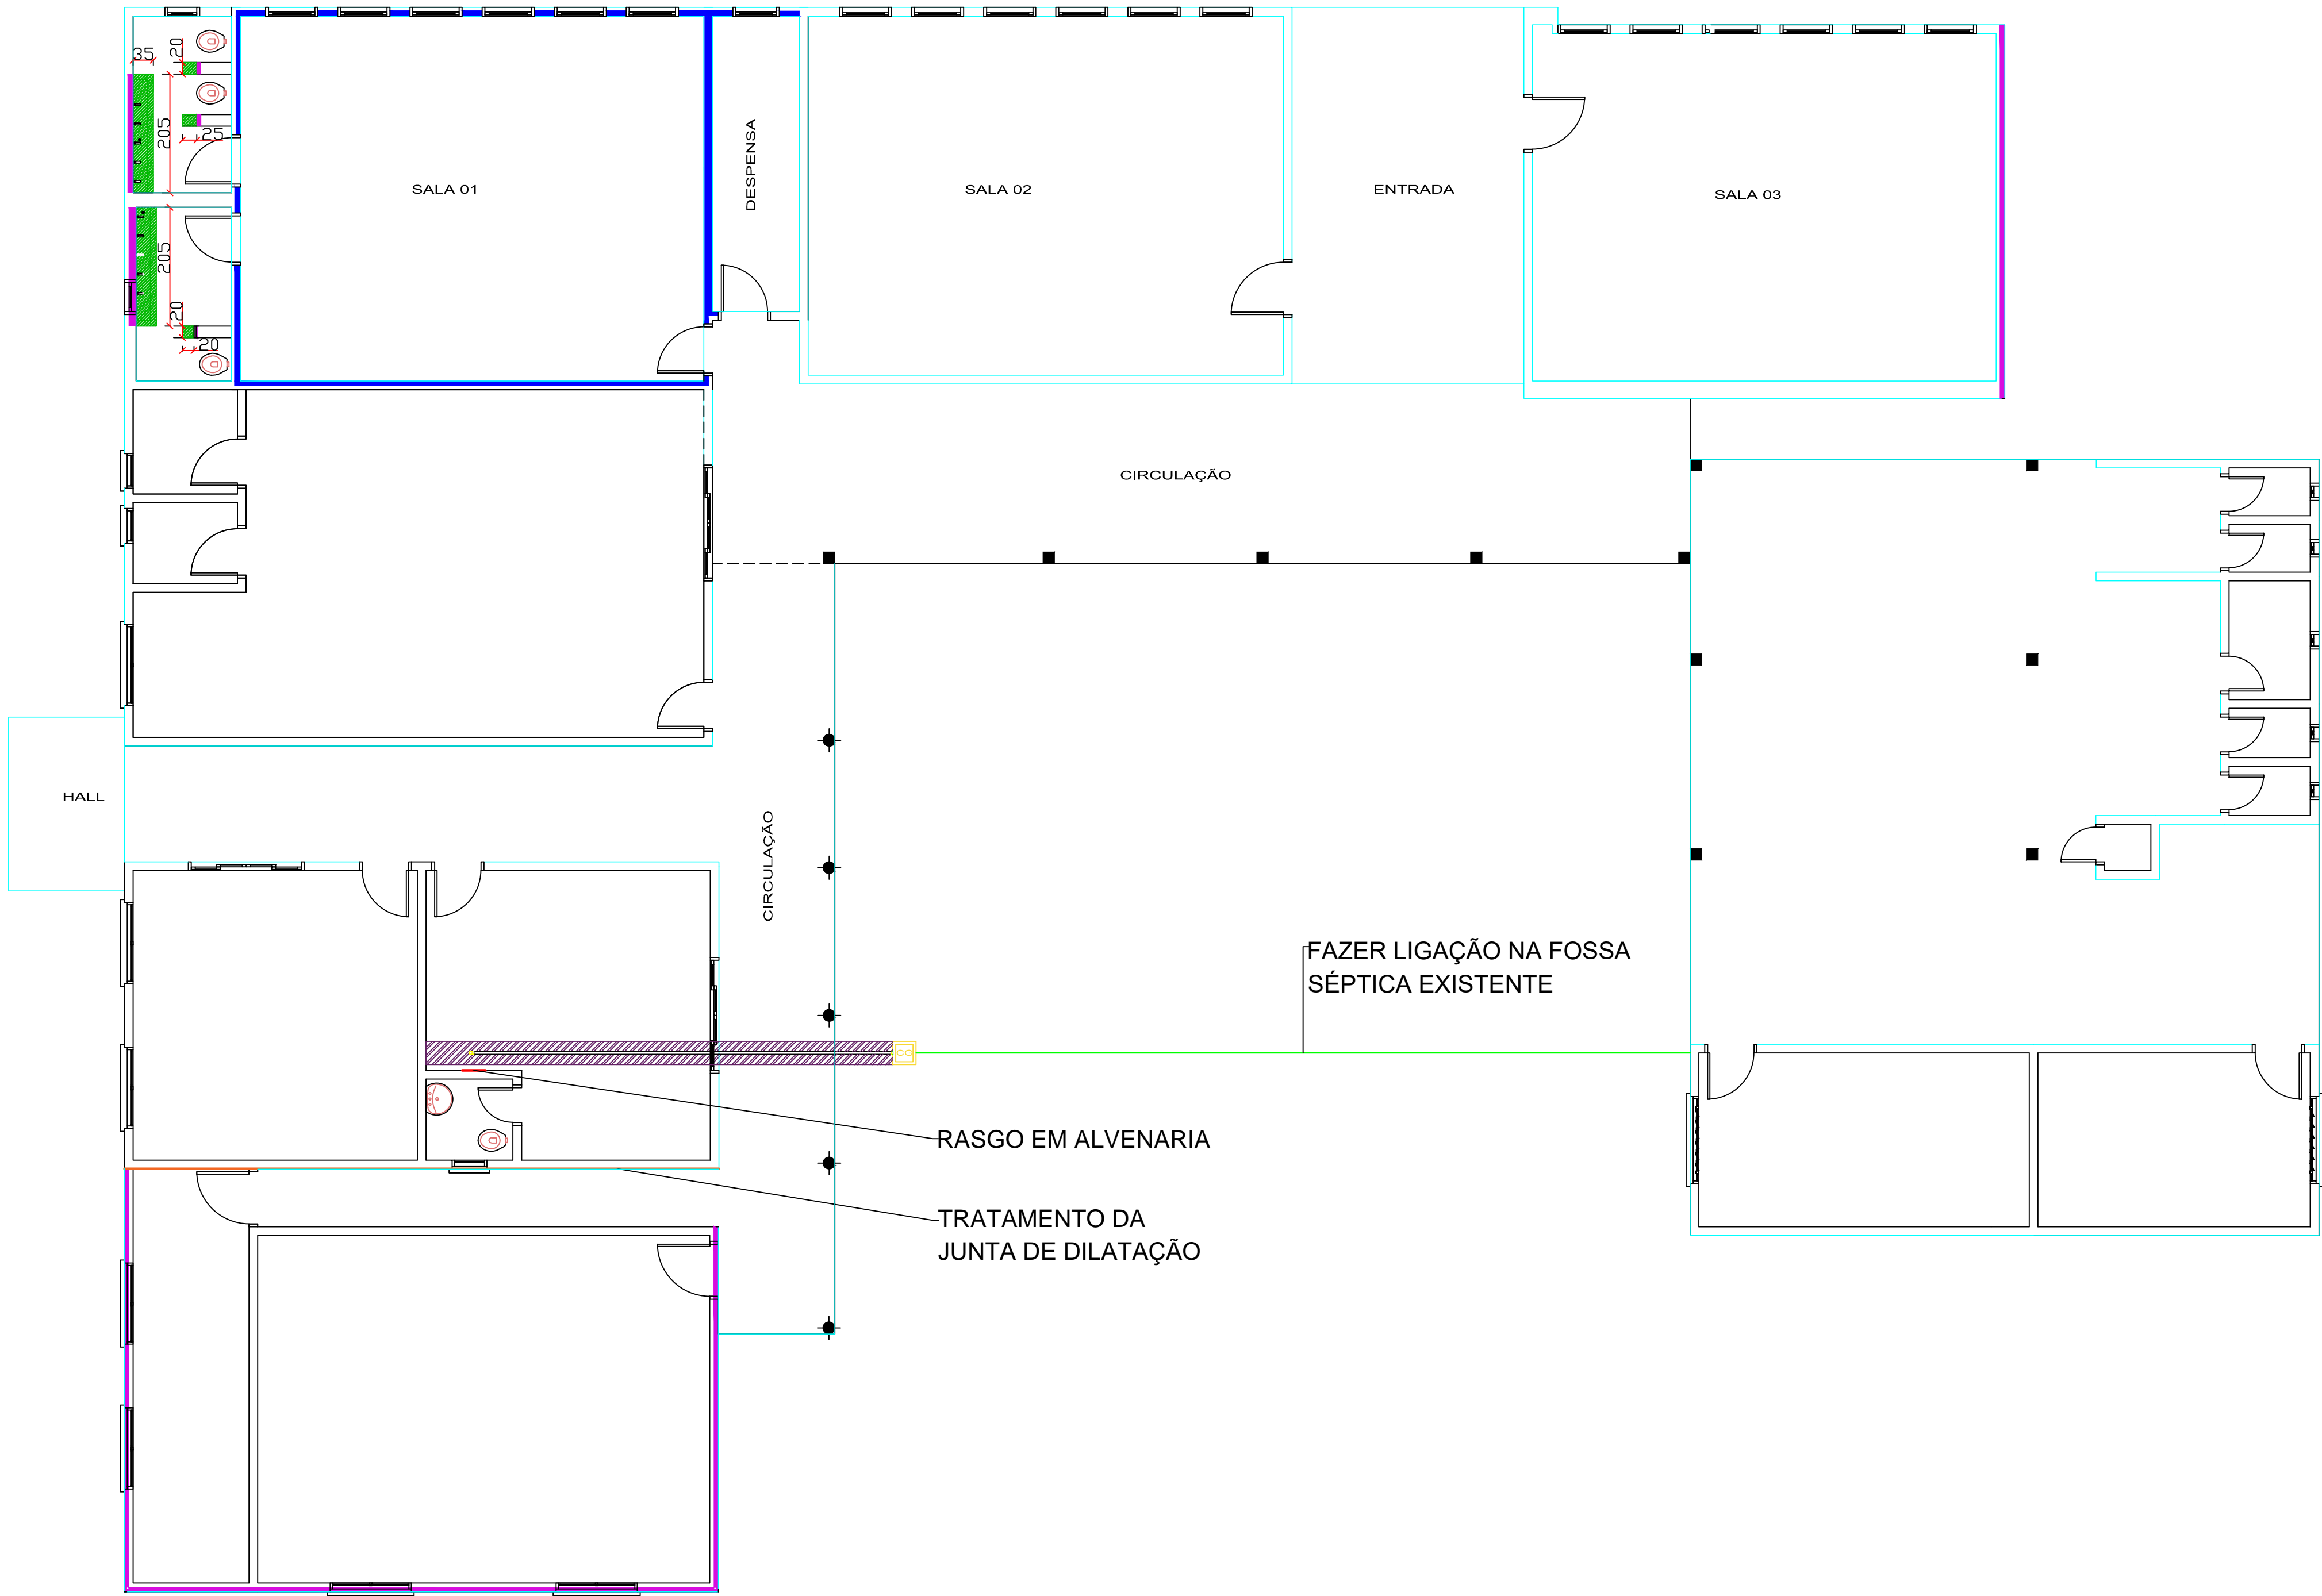 35
20
205
25
205
20
20
SALA 01
DESPENSA
SALA 02
ENTRADA
SALA 03
CIRCULAÇÃO
HALL
CIRCULAÇÃO
FAZER LIGAÇÃO NA FOSSA
SÉPTICA EXISTENTE
CG
RASGO EM ALVENARIA
TRATAMENTO DA
JUNTA DE DILATAÇÃO